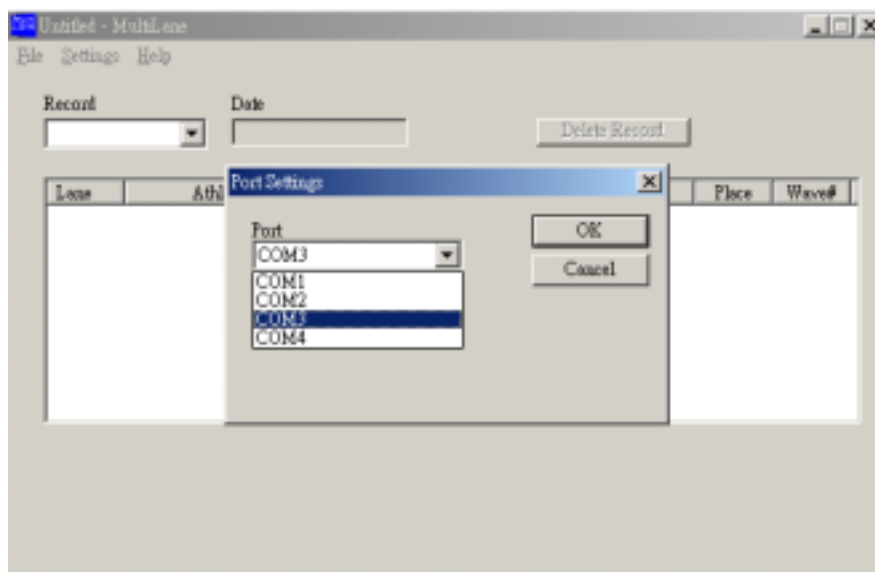 Untitled - MultiLane
File Settings Help
Record Date
Delete Record
Lane Athl Place Wave#
Port Settings
Port
OK
COM3
Cancel
COM1
COM2
COM3
COM4